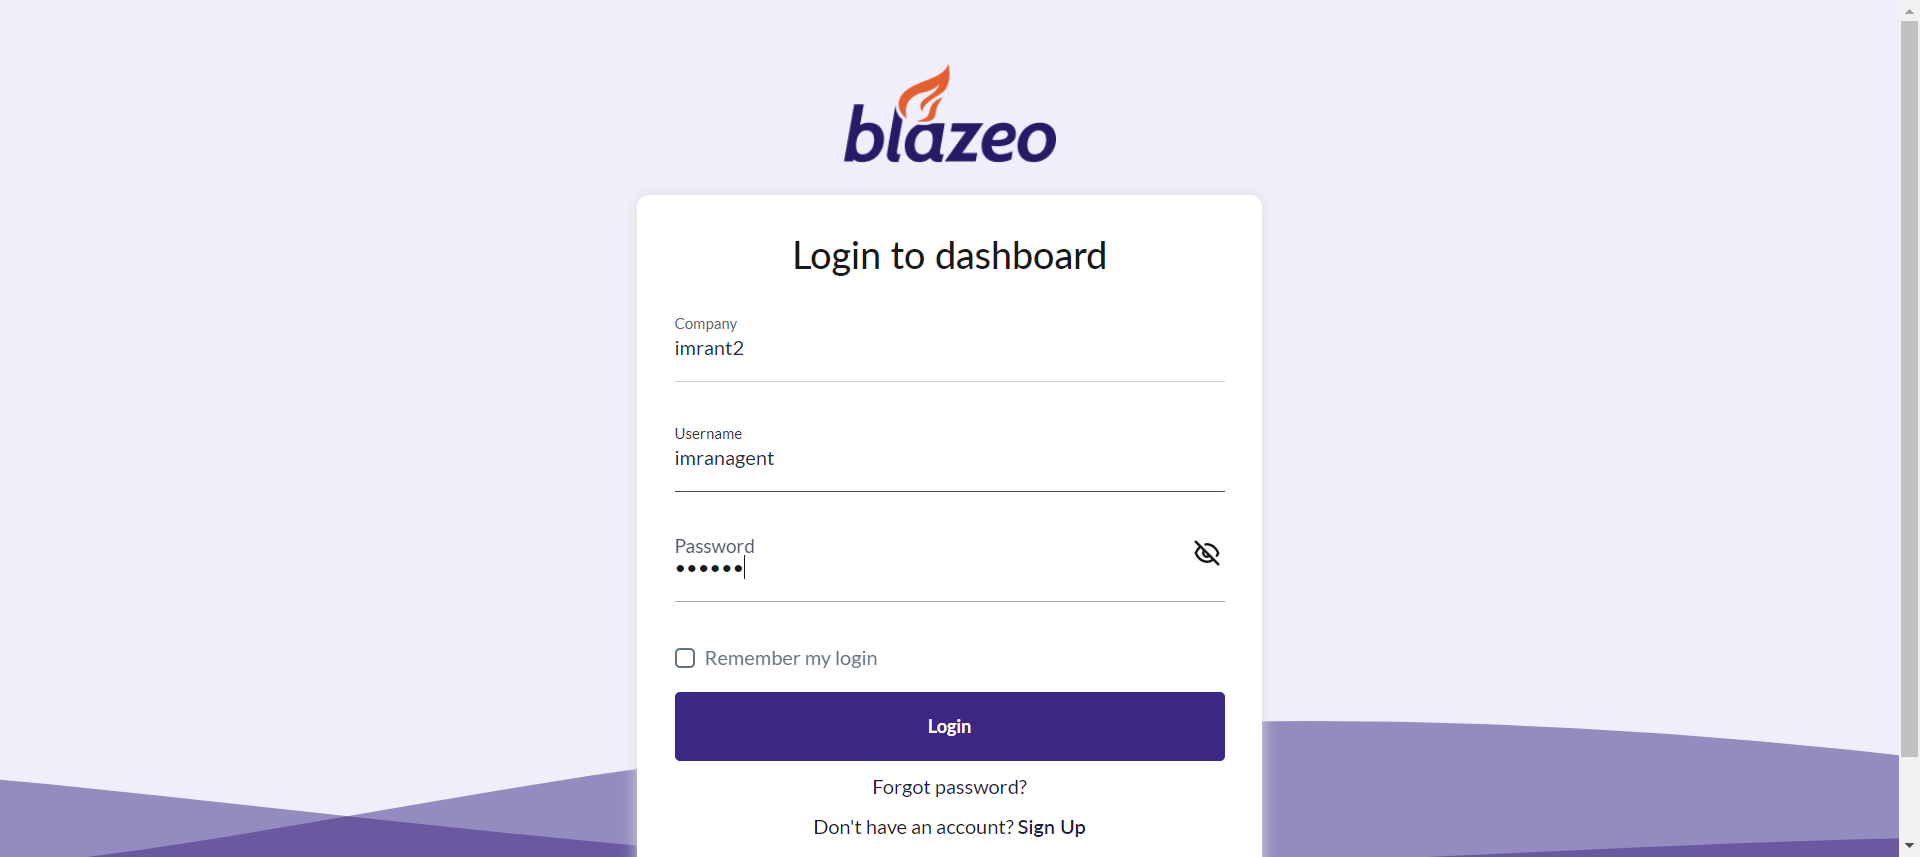 blazeo
Login to dashboard
Company
imrant2
Username
imranagent
Password
••••••
Remember my login
Login
Forgot password?
Don't have an account? Sign Up